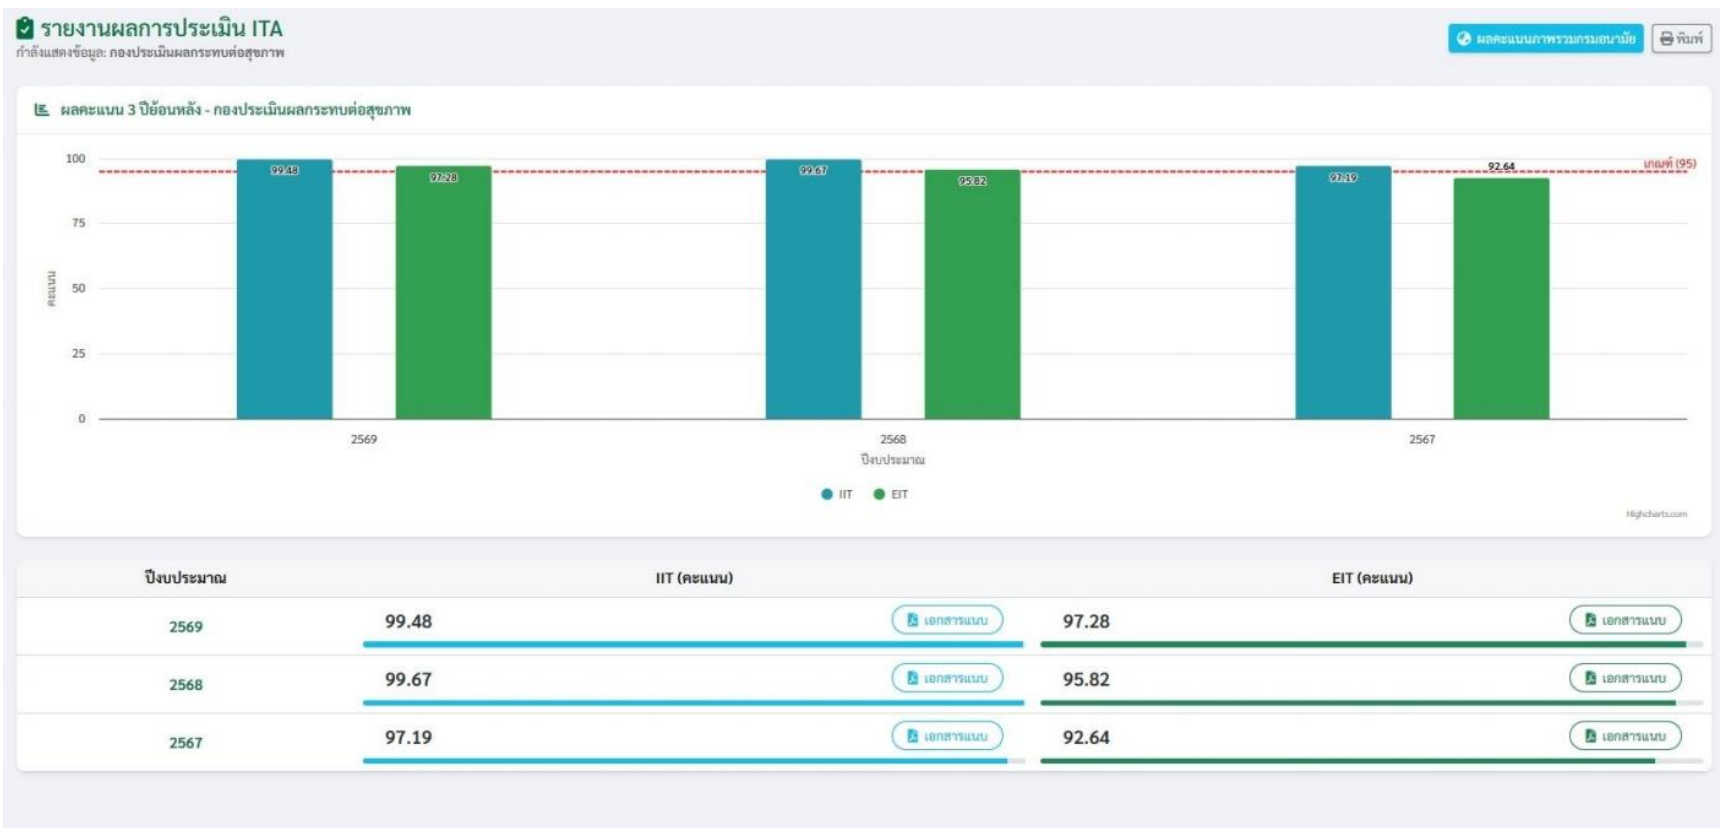 รายงานผลการประเมิน ITA
กำลังแสดงข้อมูล: กองประเมินผลกระทบต่อสุขภาพ
ผลคะแนนภาพรวมกรมอนามัย
พิมพ์
ผลคะแนน 3 ปีย้อนหลัง - กองประเมินผลกระทบต่อสุขภาพ
100
75
50
25
0
คะแนน
99.48
97.28
99.67
95.82
97.19
92.64
เกณฑ์ (95)
2569
2568
2567
ปีงบประมาณ
IIT
EIT
Highcharts.com
ปีงบประมาณ IIT (คะแนน) EIT (คะแนน)
2569 99.48 เอกสารแนบ 97.28 เอกสารแนบ
2568 99.67 เอกสารแนบ 95.82 เอกสารแนบ
2567 97.19 เอกสารแนบ 92.64 เอกสารแนบ